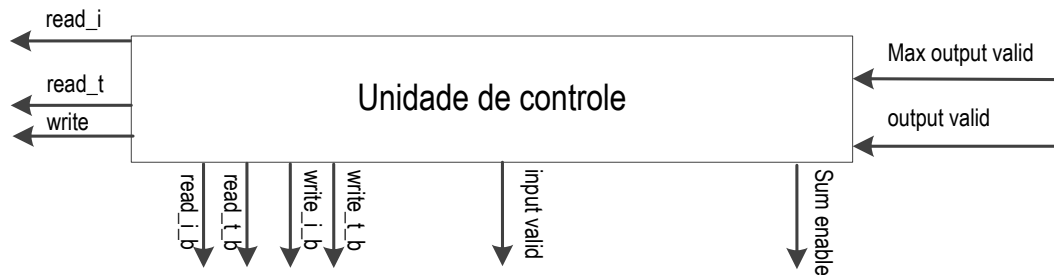 read_i
Max output valid
read_t
Unidade de controle
write
output valid
read_i_b
read_t_b
write_i_b
write_t_b
input valid
Sum enable